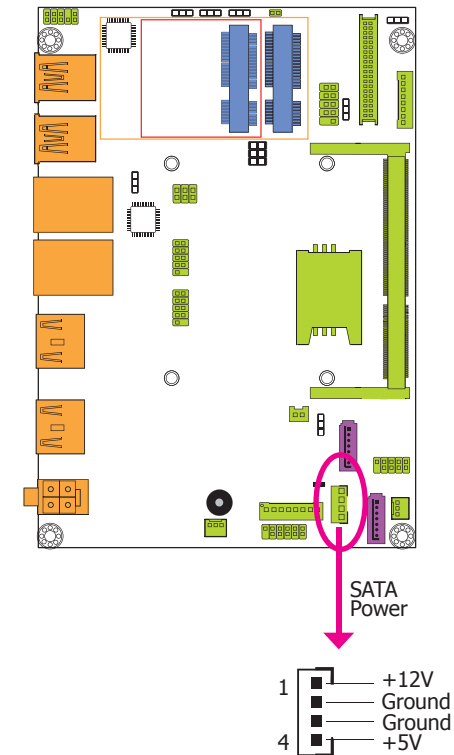 SATA
Power
1
+12V
Ground
Ground
4
+5V